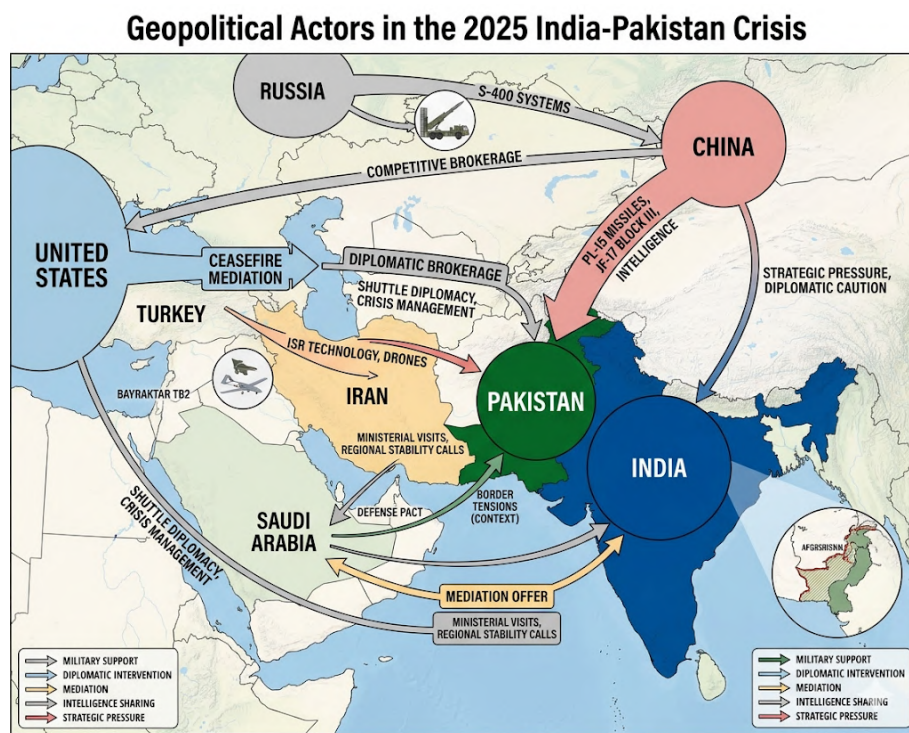 Geopolitical Actors in the 2025 India-Pakistan Crisis
RUSSIA
S-400 SYSTEMS
CHINA
COMPETITIVE BROKERAGE
UNITED
STATES
CEASEFIRE
MEDIATION
DIPLOMATIC BROKERAGE
SHUTTLE DIPLOMACY,
CRISIS MANAGEMENT
PL-15 MISSILES,
JF-17 BLOCK III,
INTELLIGENCE
STRATEGIC PRESSURE,
DIPLOMATIC CAUTION
TURKEY
ISR TECHNOLOGY, DRONES
BAYRAKTAR TB2
IRAN
PAKISTAN
INDIA
MINISTERIAL VISITS,
REGIONAL STABILITY CALLS
DEFENSE PACT
BORDER
TENSIONS
(CONTEXT)
SAUDI
ARABIA
SHUTTLE DIPLOMACY,
CRISIS MANAGEMENT
AFGRSHISNN.
MEDIATION OFFER
MINISTERIAL VISITS,
REGIONAL STABILITY CALLS
MILITARY SUPPORT
DIPLOMATIC INTERVENTION
MEDIATION
INTELLIGENCE SHARING
STRATEGIC PRESSURE
MILITARY SUPPORT
DIPLOMATIC INTERVENTION
MEDIATION
INTELLIGENCE SHARING
STRATEGIC PRESSURE